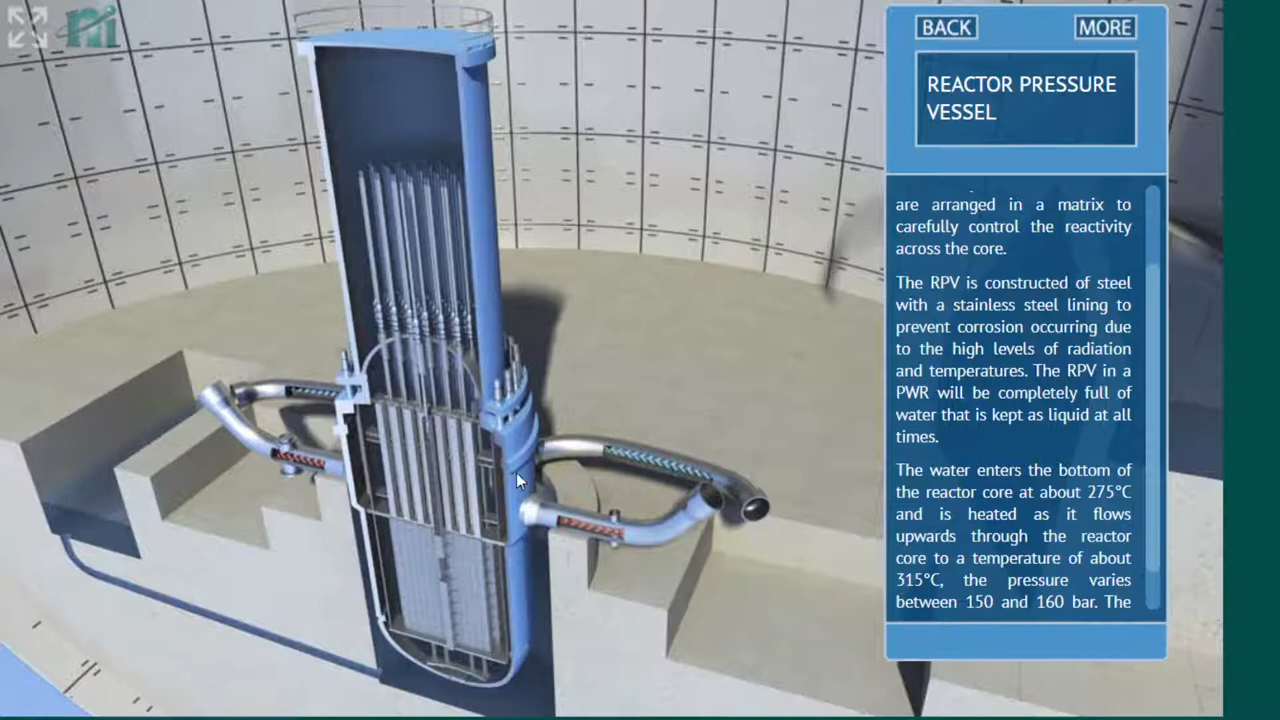 BACK
MORE
REACTOR PRESSURE
VESSEL
are arranged in a matrix to
carefully control the reactivity
across the core.
The RPV is constructed of steel
with a stainless steel lining to
prevent corrosion occurring due
to the high levels of radiation
and temperatures. The RPV in a
PWR will be completely full of
water that is kept as liquid at all
times.
The water enters the bottom of
the reactor core at about 275°C
and is heated as it flows
upwards through the reactor
core to a temperature of about
315°C, the pressure varies
between 150 and 160 bar. The